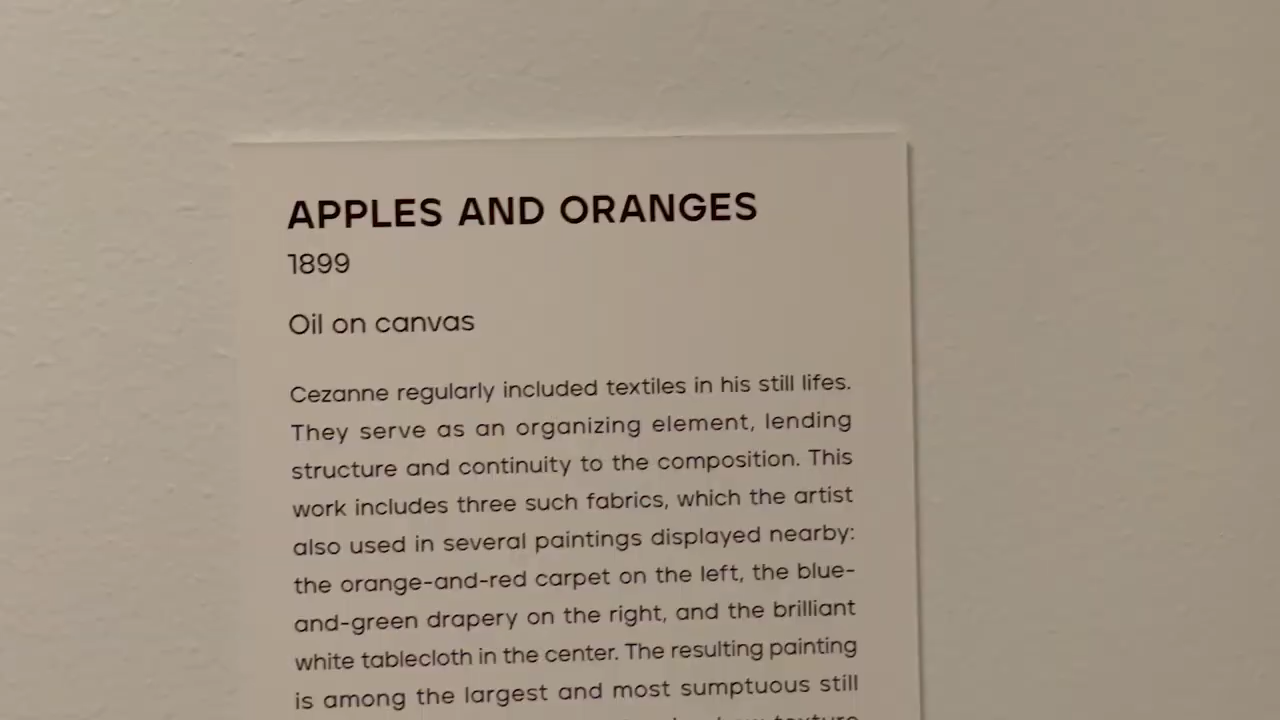 APPLES AND ORANGES
1899
Oil on canvas
Cezanne regularly included textiles in his still lifes.
They serve as an organizing element, lending
structure and continuity to the composition. This
work includes three such fabrics, which the artist
also used in several paintings displayed nearby:
the orange-and-red carpet on the left, the blue-
and-green drapery on the right, and the brilliant
white tablecloth in the center. The resulting painting
is among the largest and most sumptuous still
texture